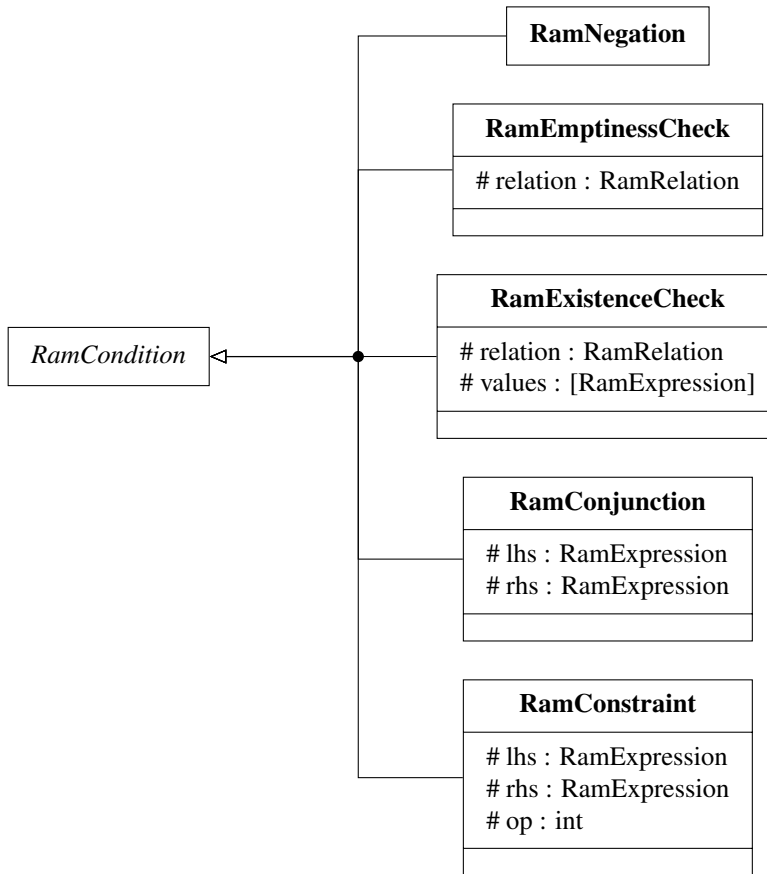 RamNegation
RamEmptinessCheck
# relation : RamRelation
RamExistenceCheck
# relation : RamRelation
# values : [RamExpression]
RamCondition
RamConjunction
# lhs : RamExpression
# rhs : RamExpression
RamConstraint
# lhs : RamExpression
# rhs : RamExpression
# op : int